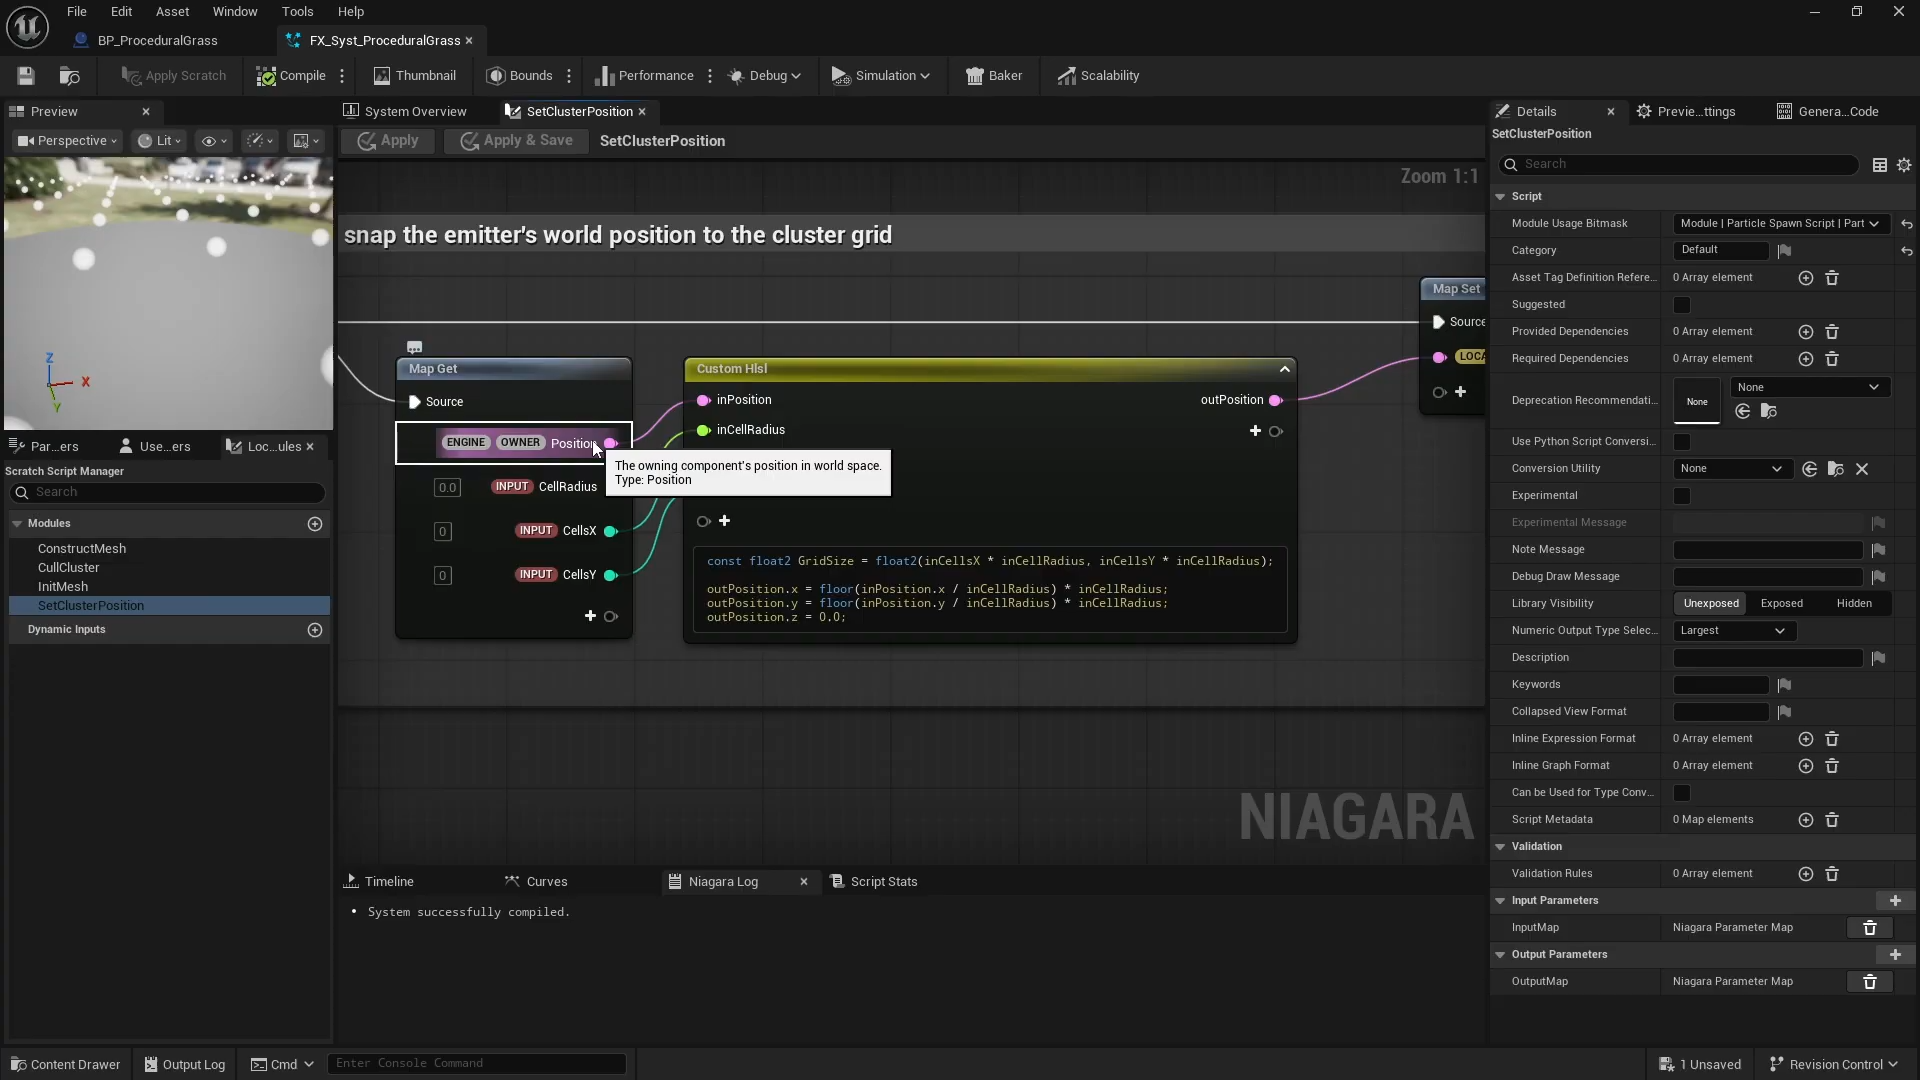 File Edit Asset Window Tools Help
BP_ProceduralGrass
FX_Syst_ProceduralGrass
Apply Scratch
Compile
Thumbnail
Bounds
Performance
Debug
Simulation
Baker
Scalability
Preview
Perspective
Lit
Z
X
Y
System Overview
SetClusterPosition
Apply
Apply & Save
SetClusterPosition
Zoom 1:1
snap the emitter's world position to the cluster grid
Map Get
Source
ENGINE OWNER Position
0.0 INPUT CellRadius
0 INPUT CellsX
0 INPUT CellsY
The owning component's position in world space.
Type: Position
Custom Hlsl
inPosition
outPosition
inCellRadius
const float2 GridSize = float2(inCellsX * inCellRadius, inCellsY * inCellRadius);
outPosition.x = floor(inPosition.x / inCellRadius) * inCellRadius;
outPosition.y = floor(inPosition.y / inCellRadius) * inCellRadius;
outPosition.z = 0.0;
Map Set
Source
LOCA
NIAGARA
Par...ers
Use...ers
Loc...ules
Scratch Script Manager
Search
Modules
ConstructMesh
CullCluster
InitMesh
SetClusterPosition
Dynamic Inputs
Timeline
Curves
Niagara Log
Script Stats
• System successfully compiled.
Details
Previe...ttings
Genera...Code
SetClusterPosition
Search
Script
Module Usage Bitmask Module | Particle Spawn Script | Part
Category Default
Asset Tag Definition Refere... 0 Array element
Suggested
Provided Dependencies 0 Array element
Required Dependencies 0 Array element
Deprecation Recommendati... None None
Use Python Script Conversi...
Conversion Utility None
Experimental
Experimental Message
Note Message
Debug Draw Message
Library Visibility Unexposed Exposed Hidden
Numeric Output Type Selec... Largest
Description
Keywords
Collapsed View Format
Inline Expression Format 0 Array element
Inline Graph Format 0 Array element
Can be Used for Type Conv...
Script Metadata 0 Map elements
Validation
Validation Rules 0 Array element
Input Parameters
InputMap Niagara Parameter Map
Output Parameters
OutputMap Niagara Parameter Map
Content Drawer
Output Log
Cmd
Enter Console Command
1 Unsaved
Revision Control